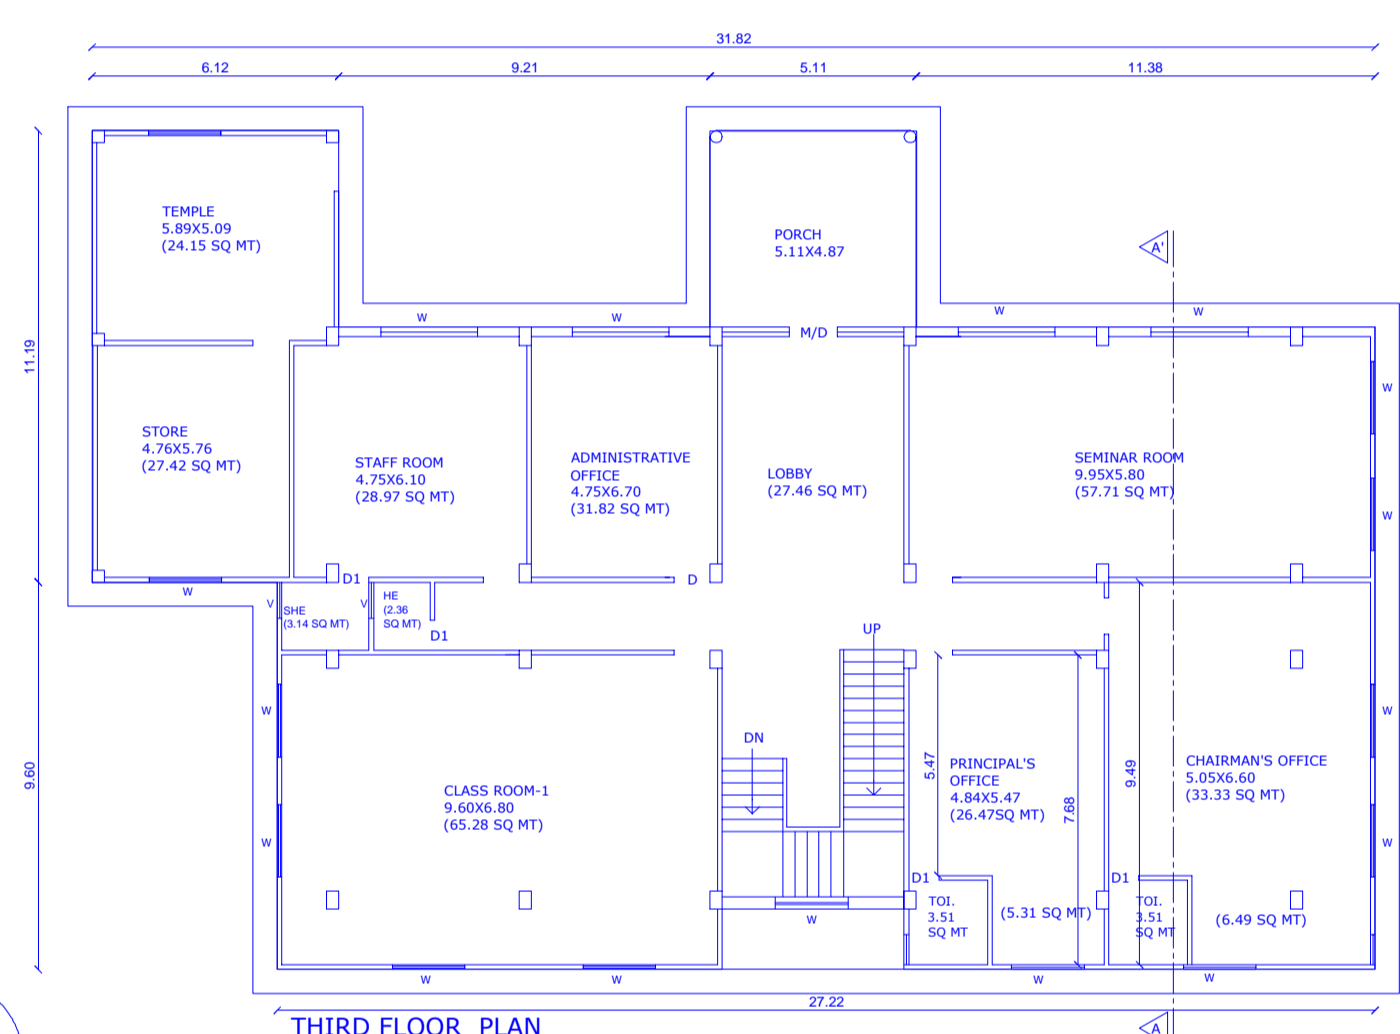 31.82
6.12
9.21
5.11
11.38
TEMPLE
5.89X5.09
(24.15 SQ MT)
PORCH
5.11X4.87
A'
W
W
M/D
W
W
11.19
STORE
4.76X5.76
(27.42 SQ MT)
STAFF ROOM
4.75X6.10
(28.97 SQ MT)
ADMINISTRATIVE
OFFICE
4.75X6.70
(31.82 SQ MT)
LOBBY
(27.46 SQ MT)
SEMINAR ROOM
9.95X5.80
(57.71 SQ MT)
W
W
W
D1
D
V
SHE
(3.14 SQ MT)
V
HE
(2.36
SQ MT)
D1
UP
9.60
W
W
CLASS ROOM-1
9.60X6.80
(65.28 SQ MT)
DN
5.47
PRINCIPAL'S
OFFICE
4.84X5.47
(26.47SQ MT)
7.68
9.49
CHAIRMAN'S OFFICE
5.05X6.60
(33.33 SQ MT)
W
W
D1
TOI.
3.51
SQ MT
(5.31 SQ MT)
D1
TOI.
3.51
SQ MT
(6.49 SQ MT)
W
W
W
W
W
27.22
THIRD FLOOR PLAN
A